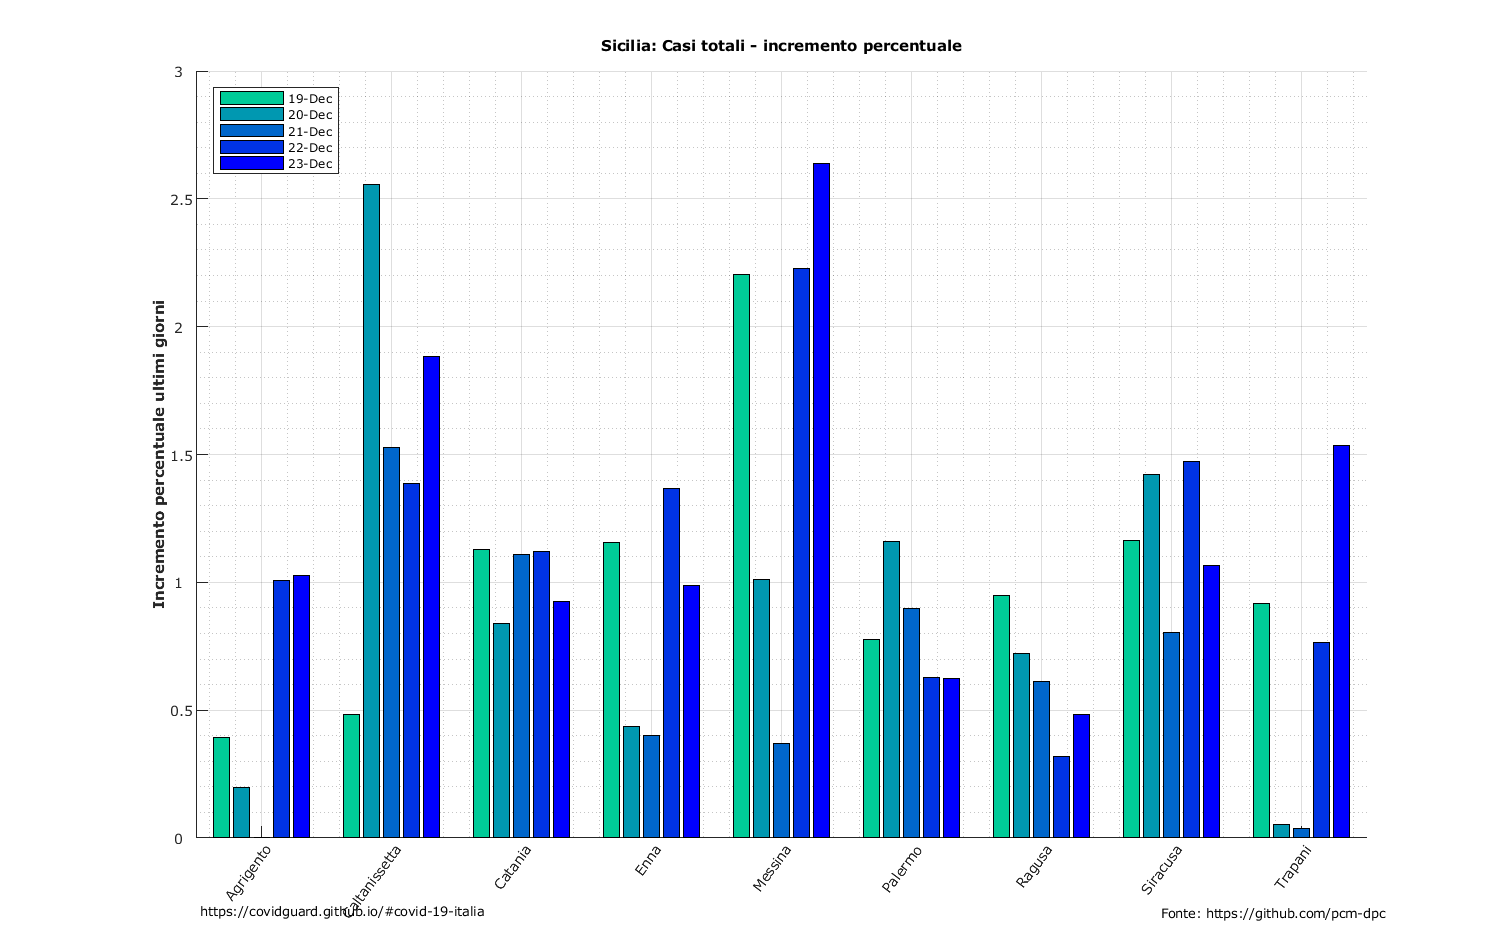 Sicilia: Casi totali - incremento percentuale
Incremento percentuale ultimi giorni
3
2.5
2
1.5
1
0.5
0
19-Dec
20-Dec
21-Dec
22-Dec
23-Dec
Agrigento
Caltanissetta
Catania
Enna
Messina
Palermo
Ragusa
Siracusa
Trapani
https://covidguard.github.io/#covid-19-italia
Fonte: https://github.com/pcm-dpc